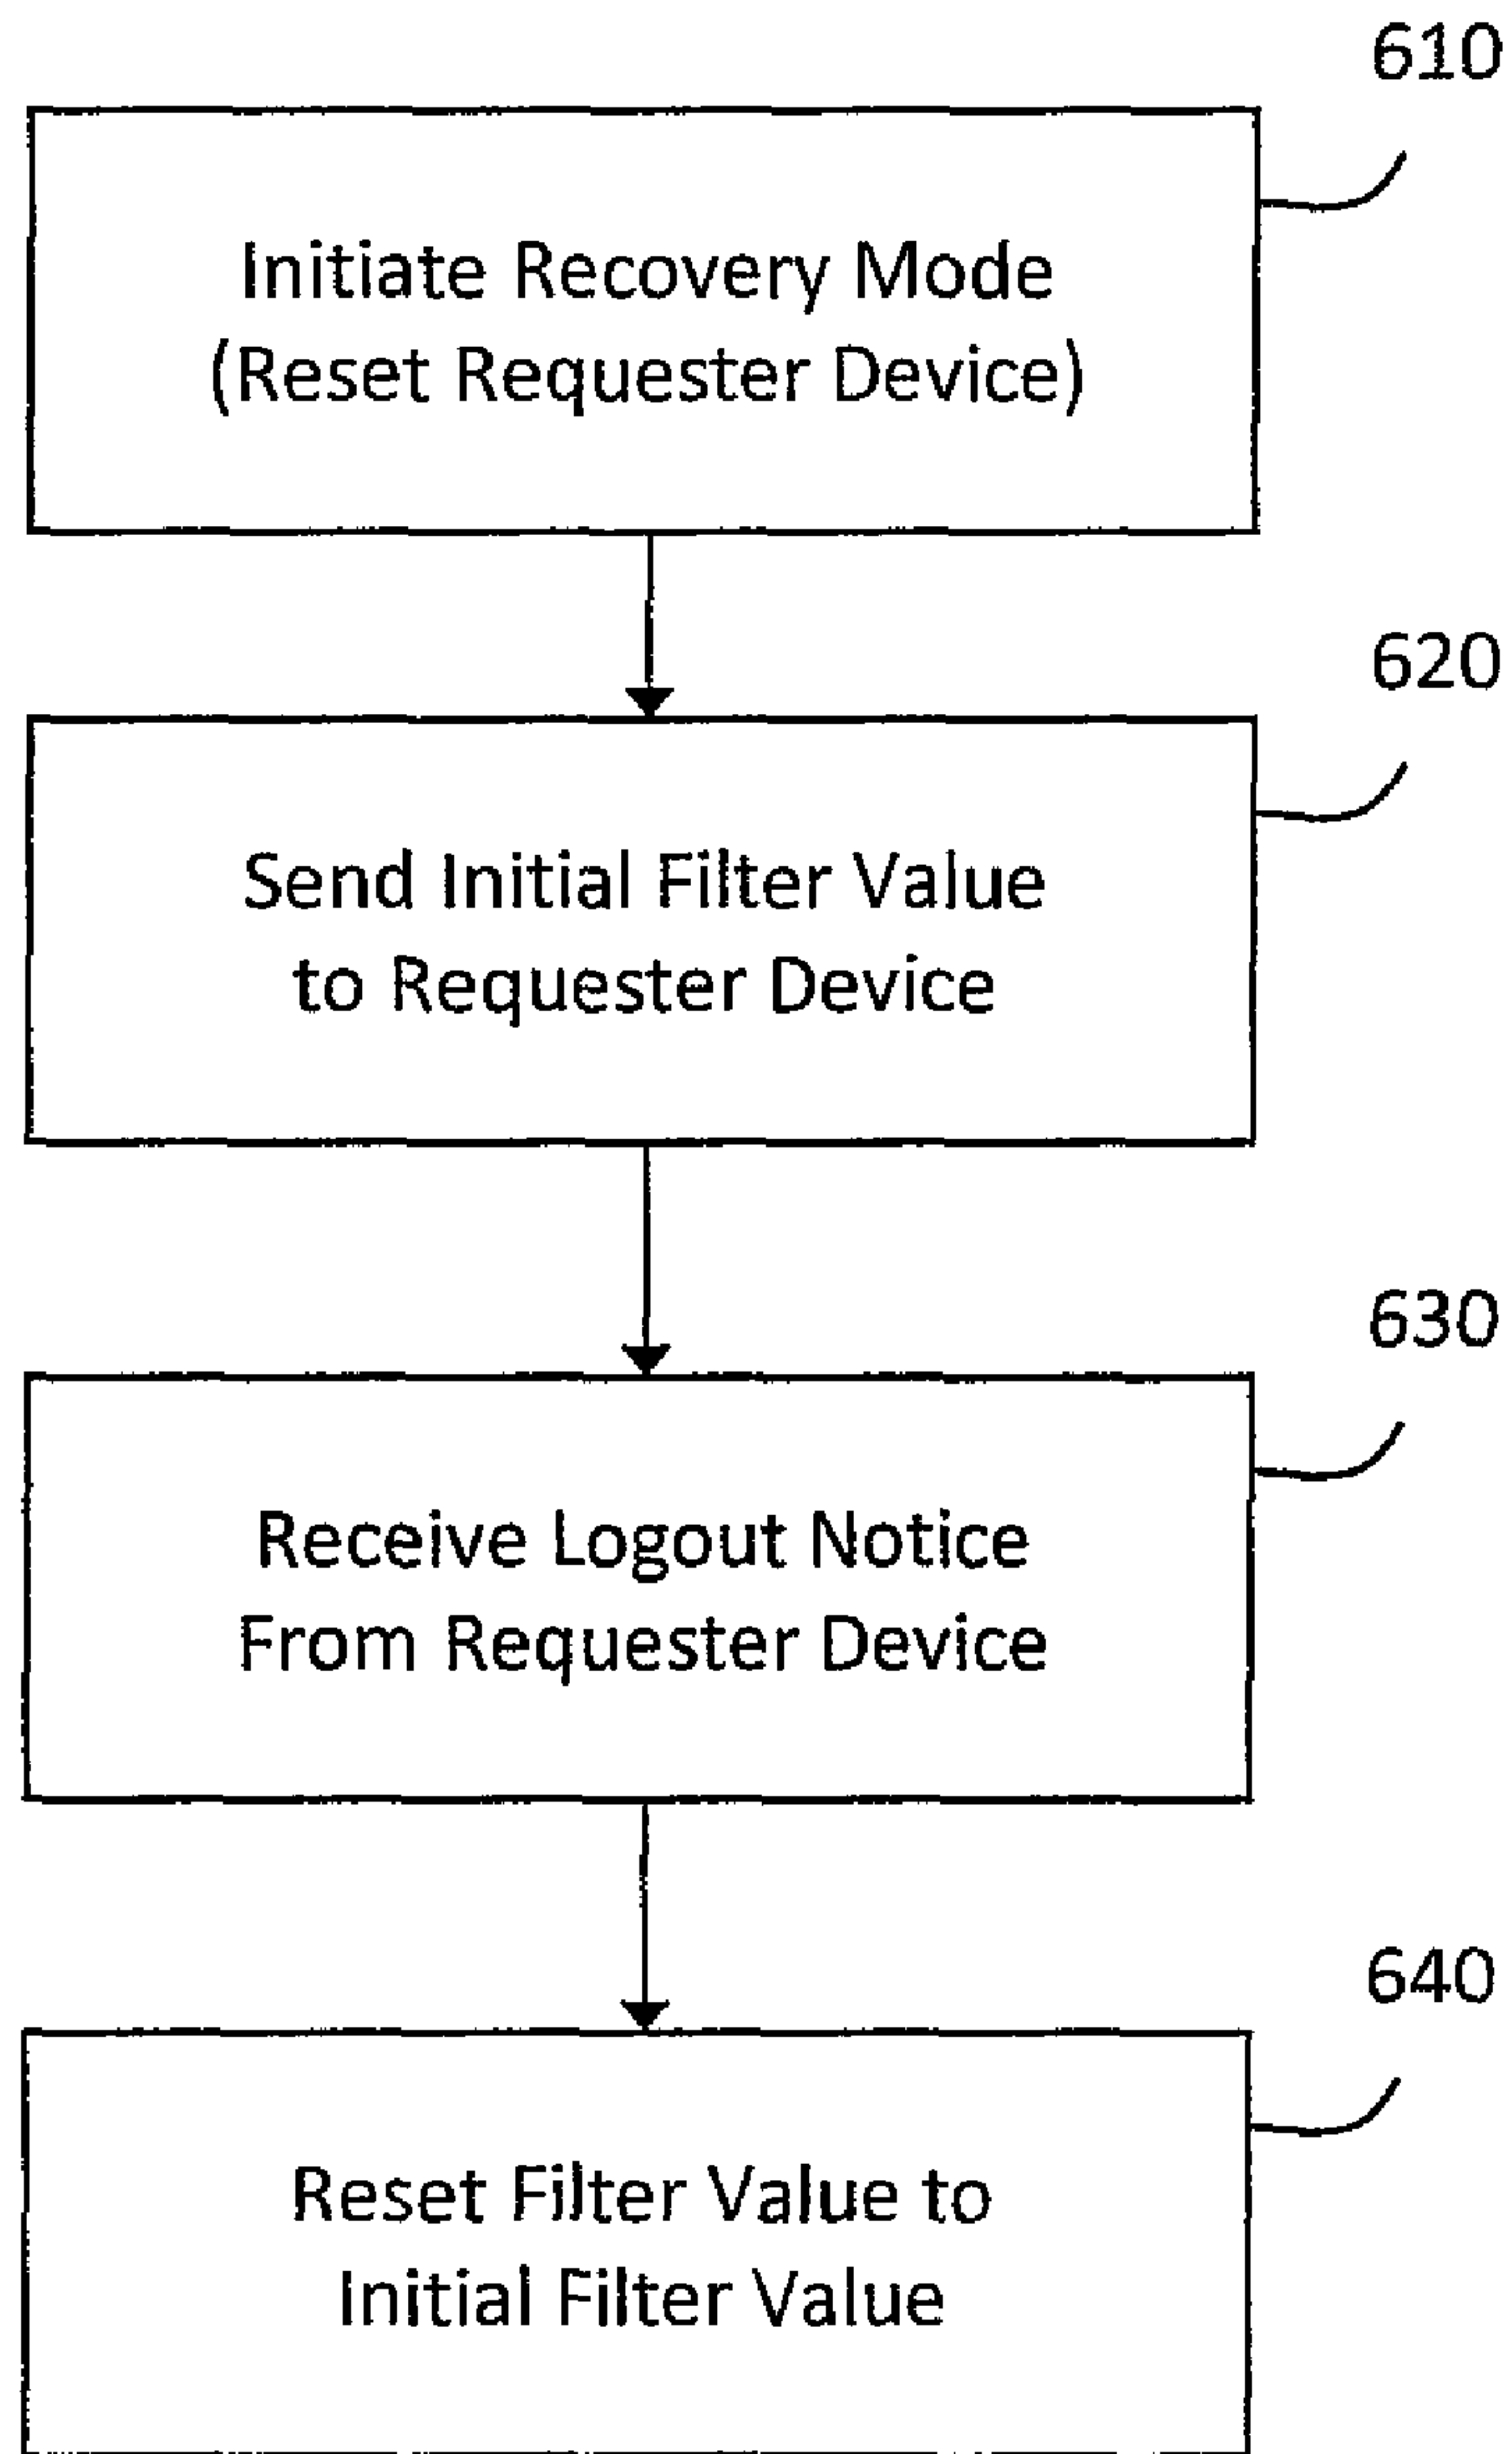 610
Initiate Recovery Mode
(Reset Requester Device)
620
Send Initial Filter Value
to Requester Device
630
Receive Logout Notice
From Requester Device
640
Reset Filter Value to
Initial Filter Value